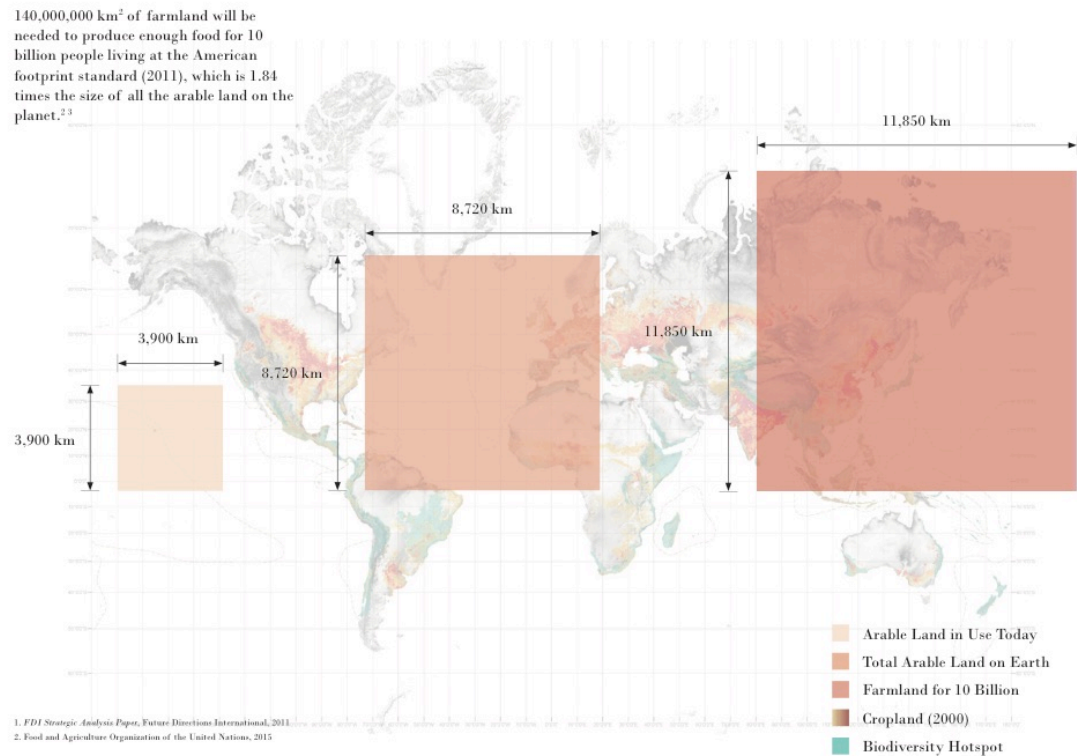 140,000,000 km² of farmland will be
needed to produce enough food for 10
billion people living at the American
footprint standard (2011), which is 1.84
times the size of all the arable land on the
planet.²³
11,850 km
8,720 km
11,850 km
3,900 km
8,720 km
3,900 km
Arable Land in Use Today
Total Arable Land on Earth
Farmland for 10 Billion
Cropland (2000)
Biodiversity Hotspot
1. FDI Strategic Analysis Paper, Future Directions International, 2011
2. Food and Agriculture Organization of the United Nations, 2015